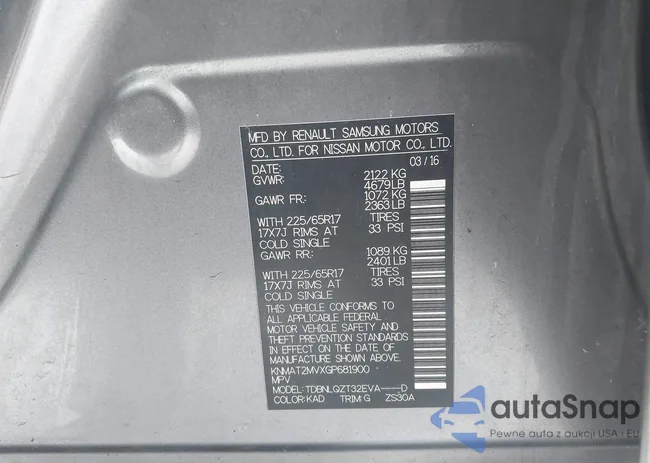 MFD BY RENAULT SAMSUNG MOTORS
CO., LTD. FOR NISSAN MOTOR CO., LTD.
DATE: 03 / 16
GVWR: 2122 KG
4679 LB
GAWR FR: 1072 KG
2363 LB
WITH 225/65R17 TIRES
17X7J RIMS AT 33 PSI
COLD SINGLE
GAWR RR: 1089 KG
2401 LB
WITH 225/65R17 TIRES
17X7J RIMS AT 33 PSI
COLD SINGLE
THIS VEHICLE CONFORMS TO
ALL APPLICABLE FEDERAL
MOTOR VEHICLE SAFETY AND
THEFT PREVENTION STANDARDS
IN EFFECT ON THE DATE OF
MANUFACTURE SHOWN ABOVE.
KNMAT2MVXGP681900
MPV
MODEL: TDBNLQZT32EVA----D
COLOR: KAD TRIM: G ZS30A
autoSnap
Pewne auta z aukcji USA i EU